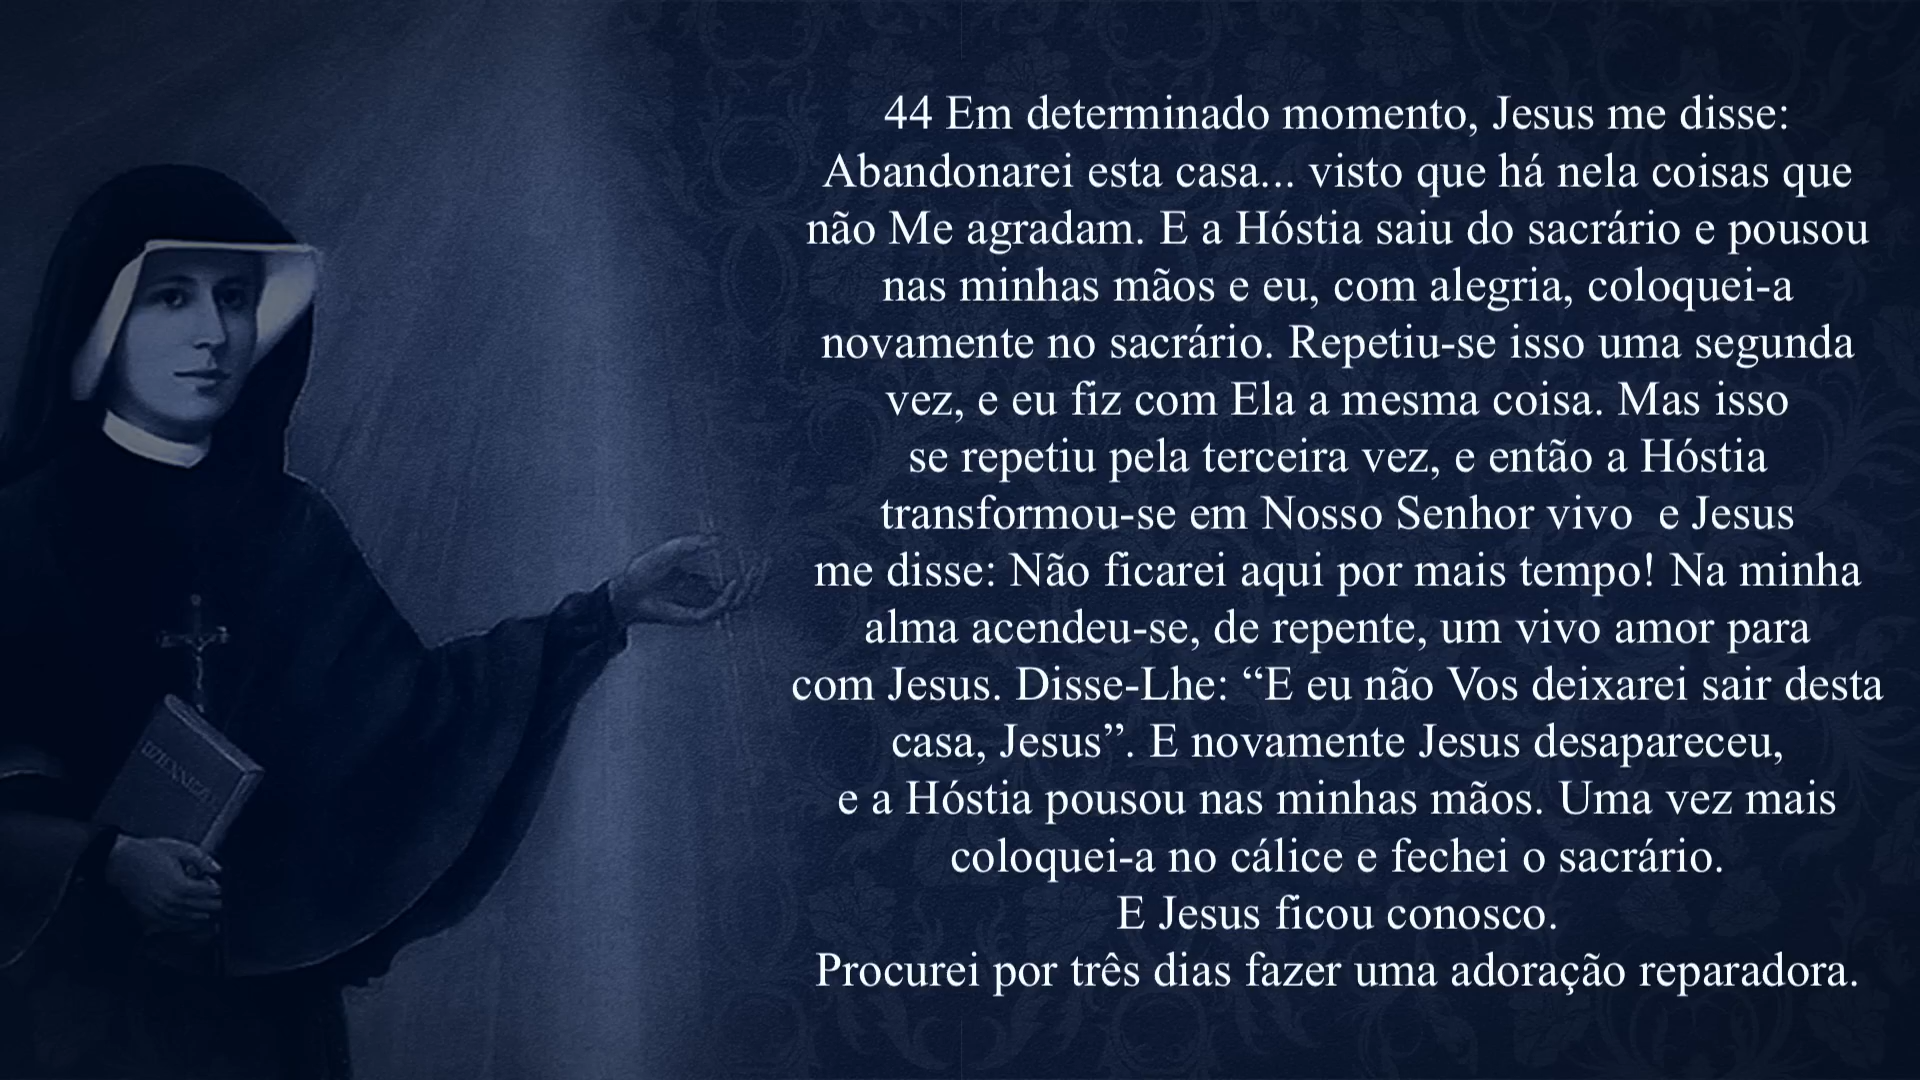 44 Em determinado momento, Jesus me disse:
Abandonarei esta casa... visto que há nela coisas que
não Me agradam. E a Hóstia saiu do sacrário e pousou
nas minhas mãos e eu, com alegria, coloquei-a
novamente no sacrário. Repetiu-se isso uma segunda
vez, e eu fiz com Ela a mesma coisa. Mas isso
se repetiu pela terceira vez, e então a Hóstia
transformou-se em Nosso Senhor vivo  e Jesus
me disse: Não ficarei aqui por mais tempo! Na minha
alma acendeu-se, de repente, um vivo amor para
com Jesus. Disse-Lhe: “E eu não Vos deixarei sair desta
casa, Jesus”. E novamente Jesus desapareceu,
e a Hóstia pousou nas minhas mãos. Uma vez mais
coloquei-a no cálice e fechei o sacrário.
E Jesus ficou conosco.
Procurei por três dias fazer uma adoração reparadora.